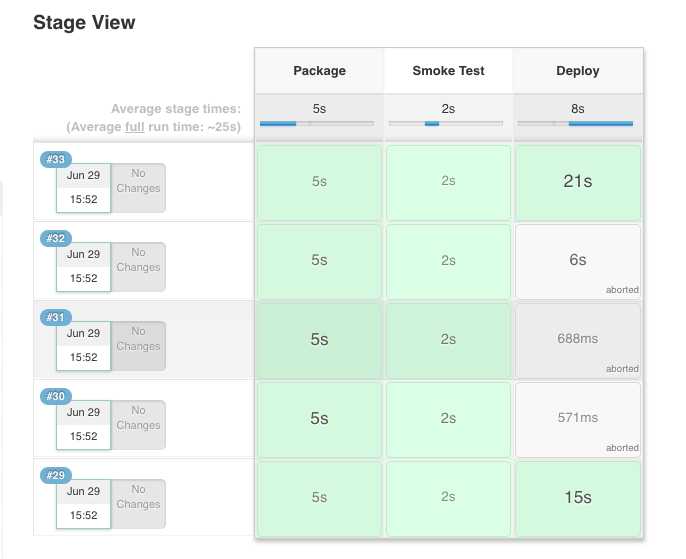 Stage View
Package Smoke Test Deploy
Average stage times: 5s 2s 8s
(Average full run time: ~25s)
#33
Jun 29 No Changes
15:52
5s 2s 21s
#32
Jun 29 No Changes
15:52
5s 2s 6s
aborted
#31
Jun 29 No Changes
15:52
5s 2s 688ms
aborted
#30
Jun 29 No Changes
15:52
5s 2s 571ms
aborted
#29
Jun 29 No Changes
15:52
5s 2s 15s